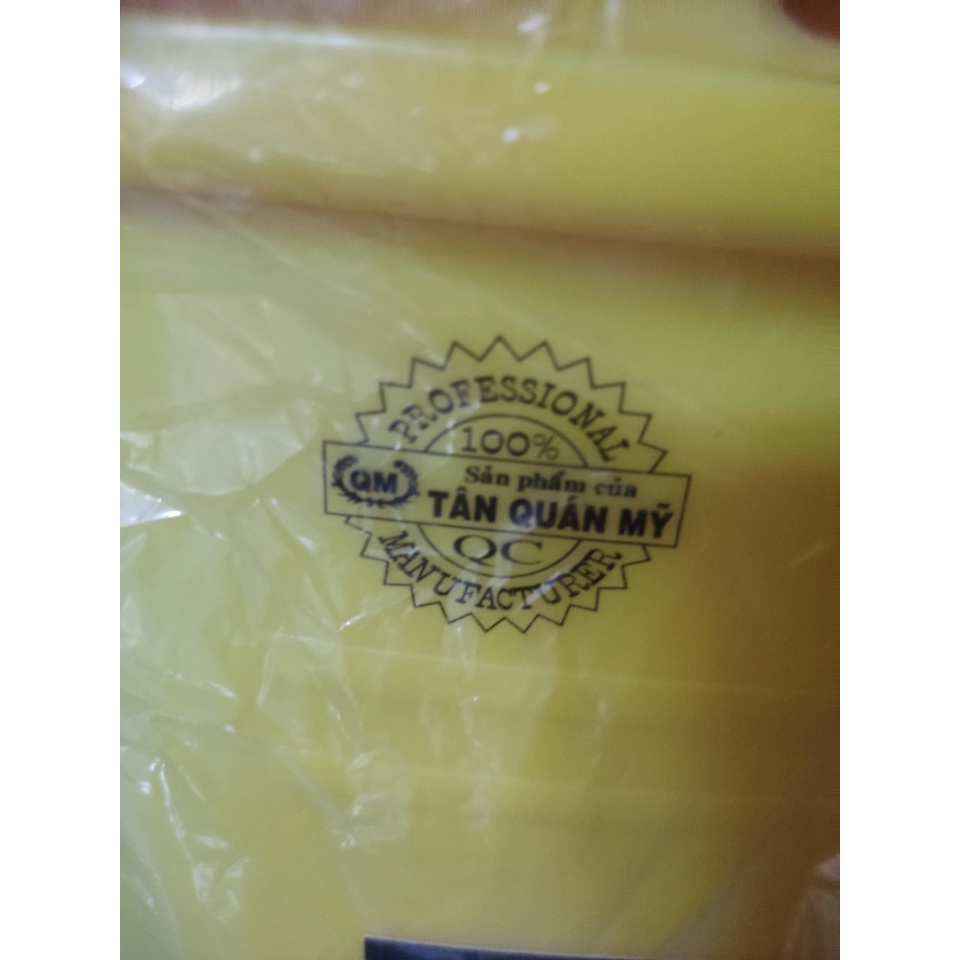 PROFESSIONAL
100%
QM
Sản phẩm của
TÂN QUÁN MỸ
QC
MANUFACTURER